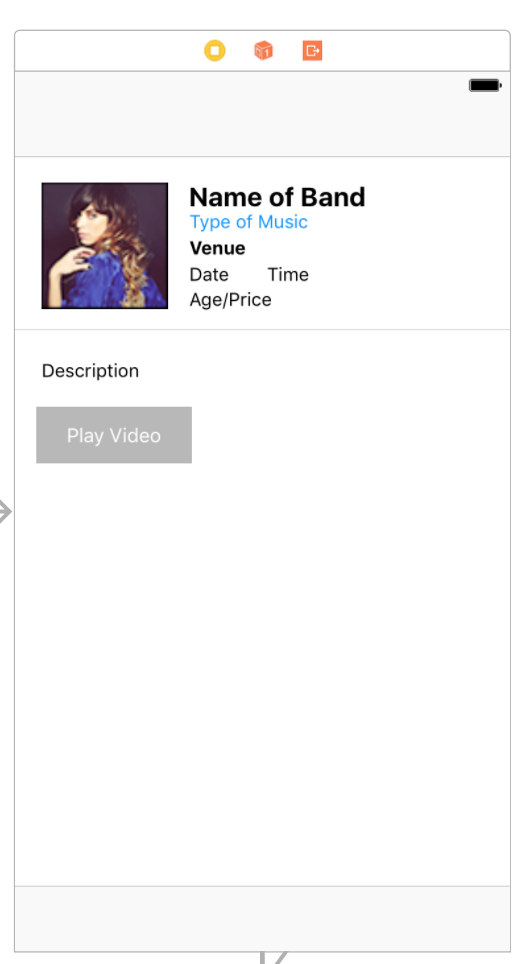 Name of Band
Type of Music
Venue
Date Time
Age/Price
Description
Play Video